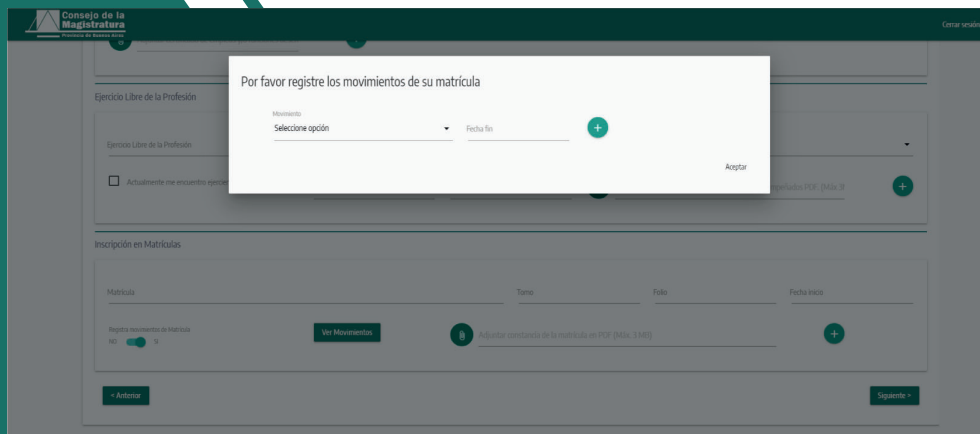 Consejo de la
Magistratura
Provincia de Buenos Aires
Cerrar sesión
Por favor registre los movimientos de su matrícula
Movimiento
Seleccione opción
Fecha fin
Aceptar
Ejercicio Libre de la Profesión
Ejercicio Libre de la Profesión
Actualmente me encuentro
PDF (Máx.
Inscripción en Matrículas
Matrícula
Tomo
Folio
Fecha Inicio
Registra movimientos de Matrícula
NO SI
Ver Movimientos
Adjuntar constancia de la matrícula en PDF (Máx. 1 MB)
< Anterior
Siguiente >